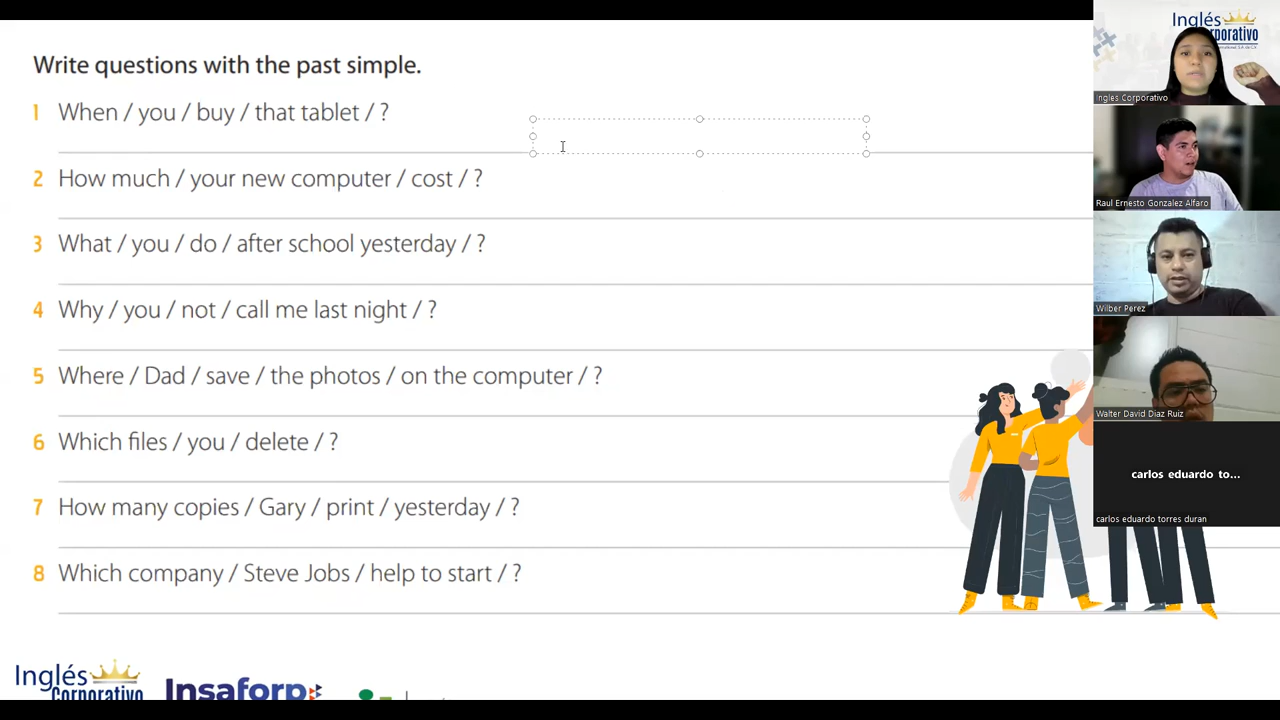 Write questions with the past simple.
1 When / you / buy / that tablet / ?
2 How much / your new computer / cost / ?
3 What / you / do / after school yesterday / ?
4 Why / you / not / call me last night / ?
5 Where / Dad / save / the photos / on the computer / ?
6 Which files / you / delete / ?
7 How many copies / Gary / print / yesterday / ?
8 Which company / Steve Jobs / help to start / ?
Inglés
Corporativo
Insaforp
Inglés
Corporativo
Ingles Corporativo
Raul Ernesto Gonzalez Alfaro
Wilber Perez
Walter David Diaz Ruiz
carlos eduardo to...
carlos eduardo torres duran